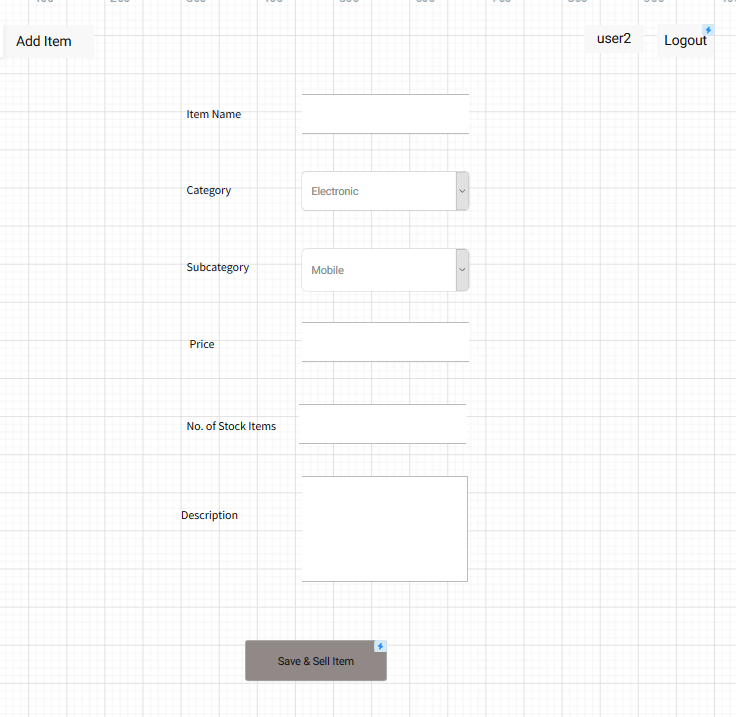 Add Item
user2
Logout
Item Name
Category
Electronic
Subcategory
Mobile
Price
No. of Stock Items
Description
Save & Sell Item